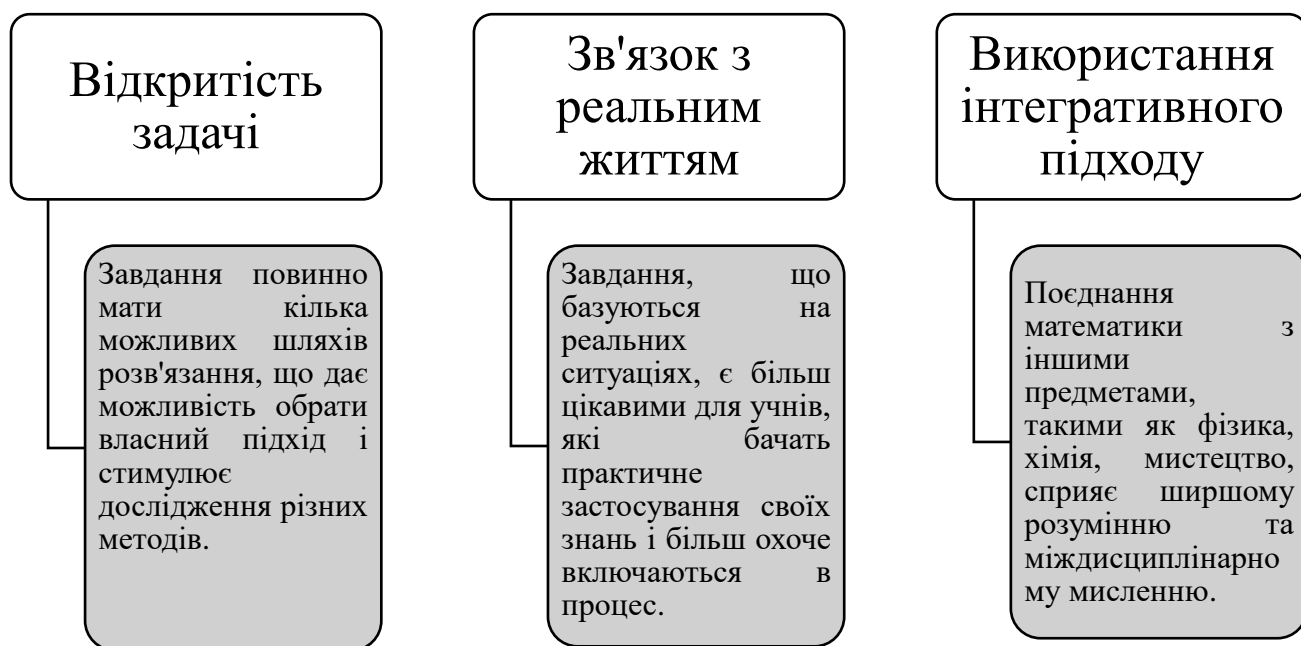 Відкритість
задачі
Завдання повинно
мати кілька
можливих шляхів
розв'язання, що дає
можливість обрати
власний підхід і
стимулює
дослідження різних
методів.
Зв'язок з
реальним
життям
Завдання, що
базуються на
реальних
ситуаціях, є більш
цікавими для учнів,
які бачать
практичне
застосування своїх
знань і більш охоче
включаються в
процес.
Використання
інтегративного
підходу
Поєднання
математики з
іншими
предметами,
такими як фізика,
хімія, мистецтво,
сприяє ширшому
розумінню та
міждисциплінарно
му мисленню.